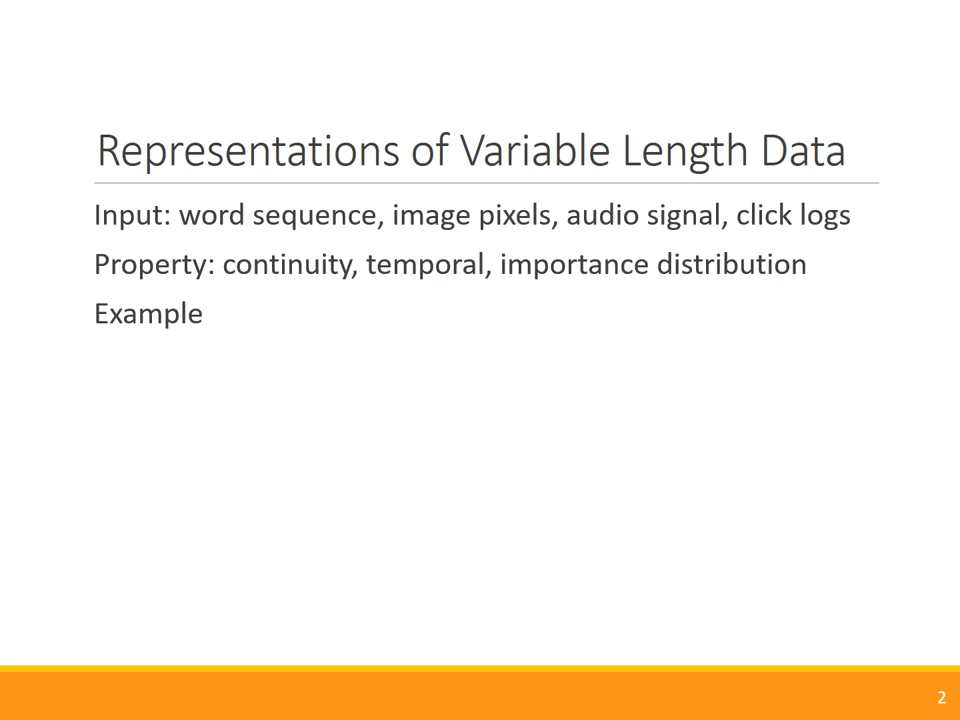 Representations of Variable Length Data
Input: word sequence, image pixels, audio signal, click logs
Property: continuity, temporal, importance distribution
Example
2